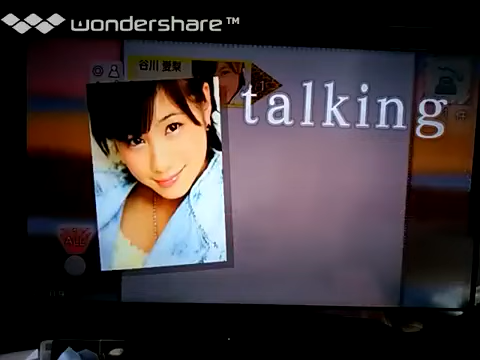 wondershare™
谷川 愛梨
talking